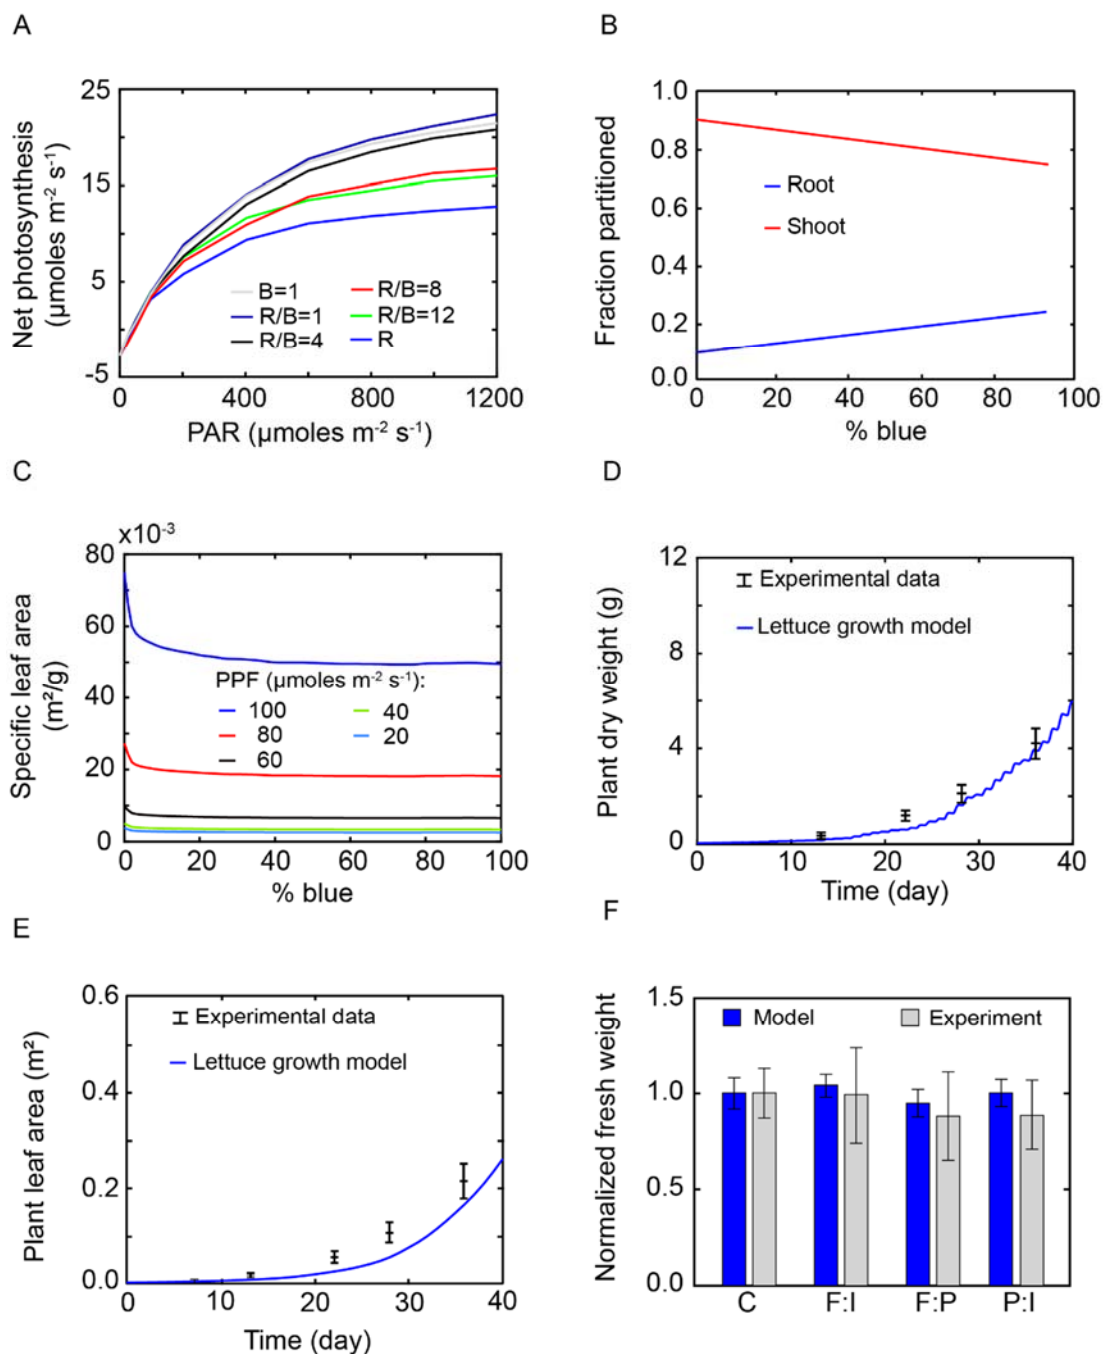 A
Net photosynthesis
(µmoles m⁻² s⁻¹)
25
15
5
-5
0
400
800
1200
PAR (µmoles m⁻² s⁻¹)
B=1
R/B=1
R/B=4
R/B=8
R/B=12
R
B
Fraction partitioned
1.0
0.8
0.6
0.4
0.2
0.0
0
20
40
60
80
100
% blue
Root
Shoot
C
x10⁻³
Specific leaf area
(m²/g)
80
60
40
20
0
0
20
40
60
80
100
% blue
PPF (µmoles m⁻² s⁻¹):
100
80
60
40
20
D
Plant dry weight (g)
12
8
4
0
0
10
20
30
40
Time (day)
Experimental data
Lettuce growth model
E
Plant leaf area (m²)
0.6
0.4
0.2
0.0
0
10
20
30
40
Time (day)
Experimental data
Lettuce growth model
F
Normalized fresh weight
1.5
1.0
0.5
0.0
Model
Experiment
C
F:I
F:P
P:I